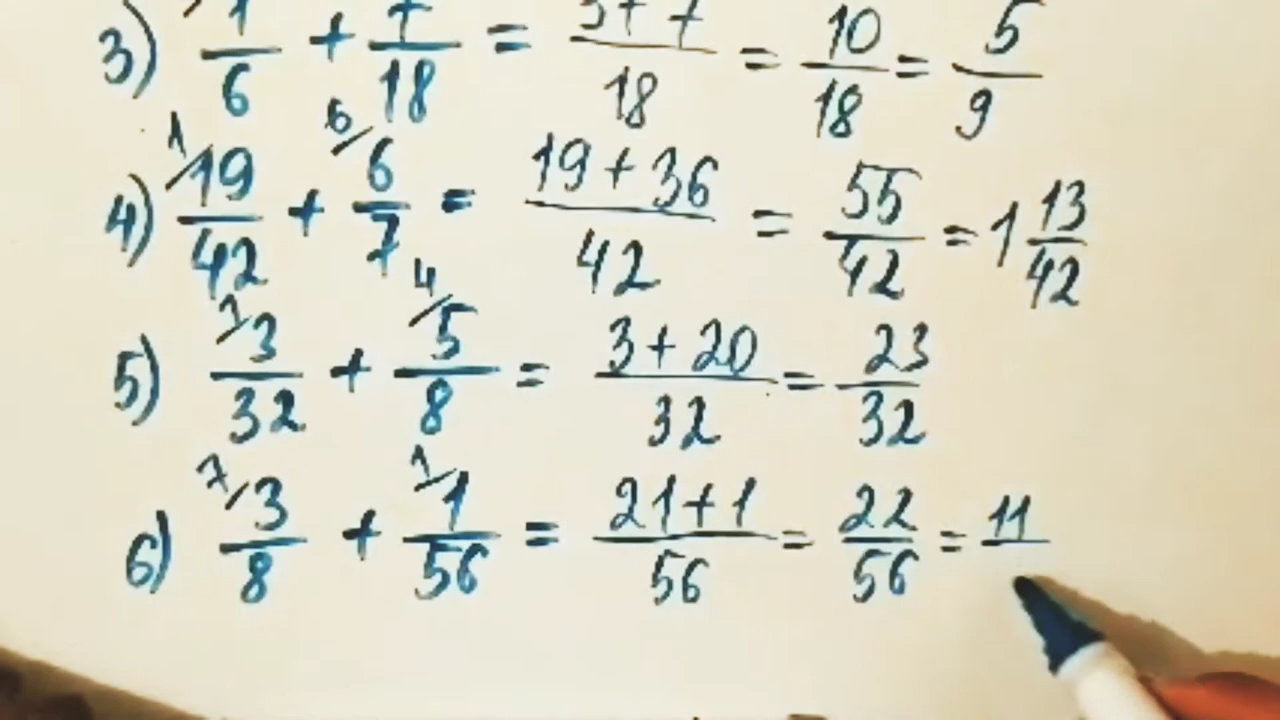 3) 1/6 + 7/18 = 3+7/18 = 10/18 = 5/9
4) 1/ 19/42 + 6/ 6/7 = 19+36/42 = 55/42 = 1 13/42
5) 1/ 3/32 + 4/ 5/8 = 3+20/32 = 23/32
6) 7/ 3/8 + 1/ 1/56 = 21+1/56 = 22/56 = 11